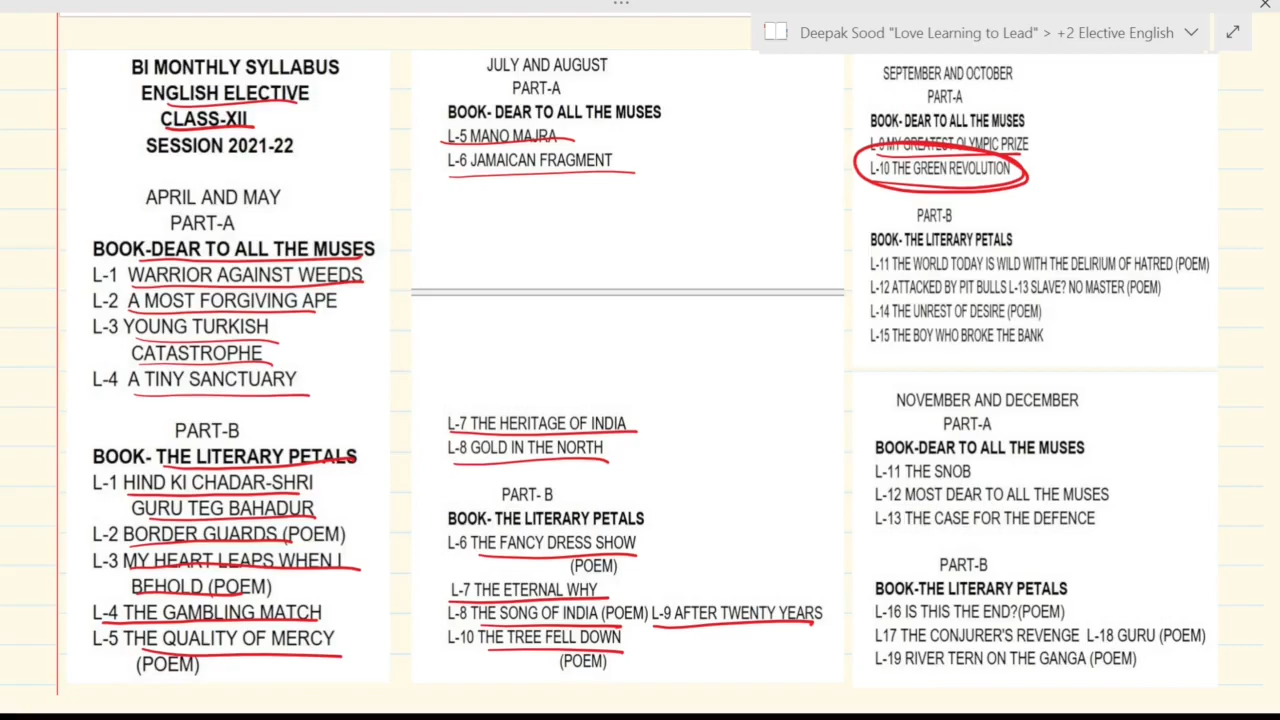 Deepak Sood "Love Learning to Lead" > +2 Elective English
BI MONTHLY SYLLABUS
ENGLISH ELECTIVE
CLASS-XII
SESSION 2021-22
APRIL AND MAY
PART-A
BOOK-DEAR TO ALL THE MUSES
L-1 WARRIOR AGAINST WEEDS
L-2 A MOST FORGIVING APE
L-3 YOUNG TURKISH
CATASTROPHE
L-4 A TINY SANCTUARY
PART-B
BOOK- THE LITERARY PETALS
L-1 HIND KI CHADAR-SHRI
GURU TEG BAHADUR
L-2 BORDER GUARDS (POEM)
L-3 MY HEART LEAPS WHEN I
BEHOLD (POEM)
L-4 THE GAMBLING MATCH
L-5 THE QUALITY OF MERCY
(POEM)
JULY AND AUGUST
PART-A
BOOK- DEAR TO ALL THE MUSES
L-5 MANO MAJRA
L-6 JAMAICAN FRAGMENT
L-7 THE HERITAGE OF INDIA
L-8 GOLD IN THE NORTH
PART- B
BOOK- THE LITERARY PETALS
L-6 THE FANCY DRESS SHOW
(POEM)
L-7 THE ETERNAL WHY
L-8 THE SONG OF INDIA (POEM) L-9 AFTER TWENTY YEARS
L-10 THE TREE FELL DOWN
(POEM)
SEPTEMBER AND OCTOBER
PART-A
BOOK- DEAR TO ALL THE MUSES
L-9 MY GREATEST OLYMPIC PRIZE
L-10 THE GREEN REVOLUTION
PART-B
BOOK- THE LITERARY PETALS
L-11 THE WORLD TODAY IS WILD WITH THE DELIRIUM OF HATRED (POEM)
L-12 ATTACKED BY PIT BULLS L-13 SLAVE? NO MASTER (POEM)
L-14 THE UNREST OF DESIRE (POEM)
L-15 THE BOY WHO BROKE THE BANK
NOVEMBER AND DECEMBER
PART-A
BOOK-DEAR TO ALL THE MUSES
L-11 THE SNOB
L-12 MOST DEAR TO ALL THE MUSES
L-13 THE CASE FOR THE DEFENCE
PART-B
BOOK-THE LITERARY PETALS
L-16 IS THIS THE END?(POEM)
L17 THE CONJURER'S REVENGE L-18 GURU (POEM)
L-19 RIVER TERN ON THE GANGA (POEM)